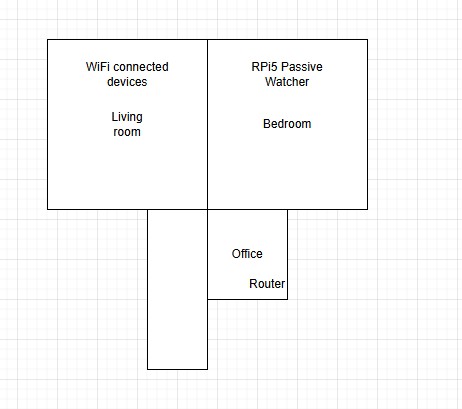 WiFi connected
devices
Living
room
RPi5 Passive
Watcher
Bedroom
Office
Router